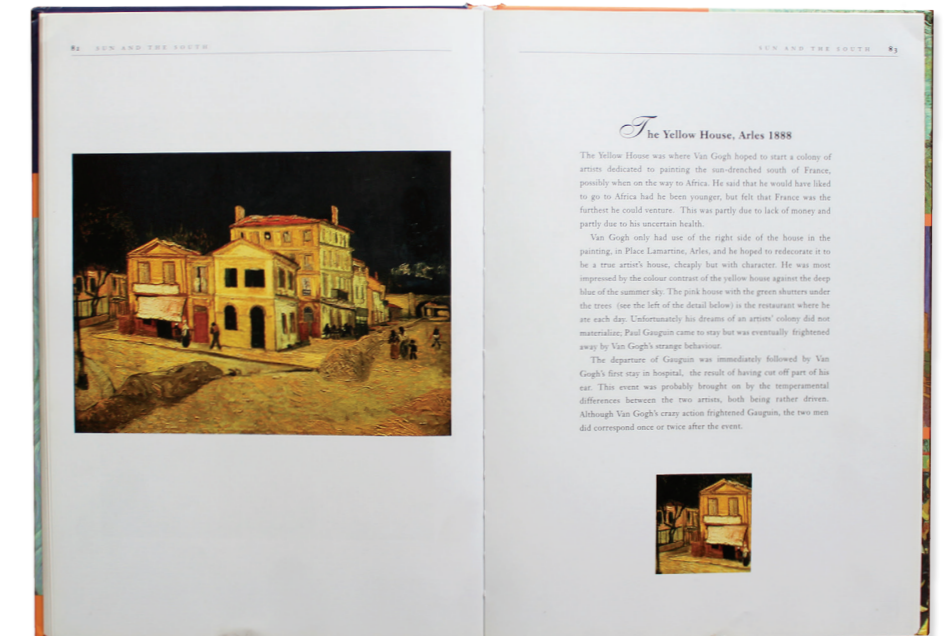 82 SUN AND THE SOUTH
SUN AND THE SOUTH 83
The Yellow House, Arles 1888
The Yellow House was where Van Gogh hoped to start a colony of
artists dedicated to painting the sun-drenched south of France,
possibly when on the way to Africa. He said that he would have liked
to go to Africa had he been younger, but felt that France was the
furthest he could venture. This was partly due to lack of money and
partly due to his uncertain health.
Van Gogh only had use of the right side of the house in the
painting, in Place Lamartine, Arles, and he hoped to redecorate it to
be a true artist's house, cheaply but with character. He was most
impressed by the colour contrast of the yellow house against the deep
blue of the summer sky. The pink house with the green shutters under
the trees (see the left of the detail below) is the restaurant where he
ate each day. Unfortunately his dreams of an artists' colony did not
materialize; Paul Gauguin came to stay but was eventually frightened
away by Van Gogh's strange behaviour.
The departure of Gauguin was immediately followed by Van
Gogh's first stay in hospital, the result of having cut off part of his
ear. This event was probably brought on by the temperamental
differences between the two artists, both being rather driven.
Although Van Gogh's crazy action frightened Gauguin, the two men
did correspond once or twice after the event.